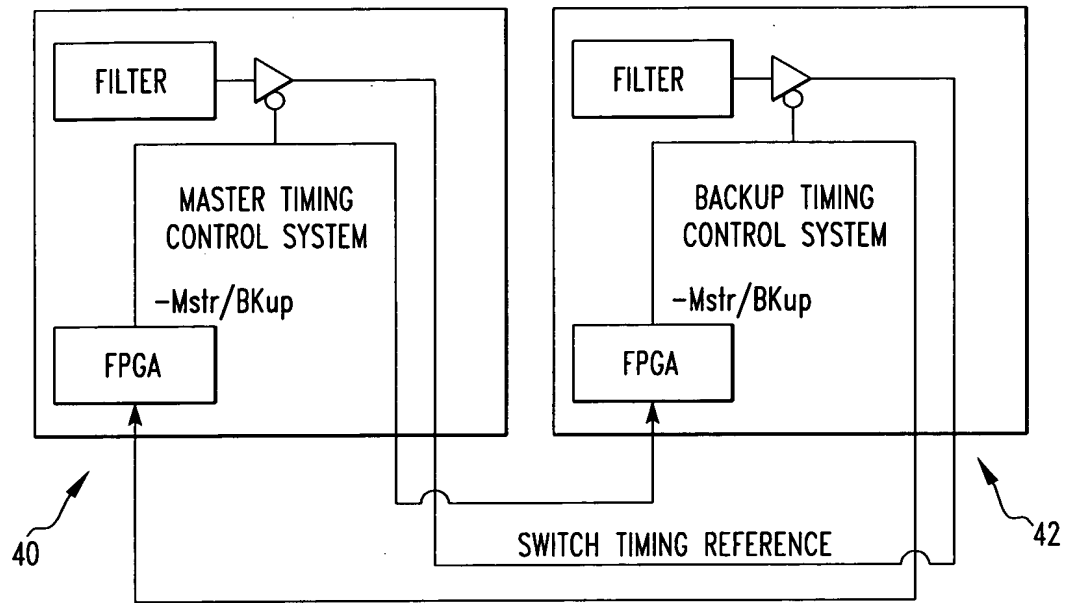 FILTER
MASTER TIMING
CONTROL SYSTEM
-Mstr/BKup
FPGA
40
FILTER
BACKUP TIMING
CONTROL SYSTEM
-Mstr/BKup
FPGA
42
SWITCH TIMING REFERENCE